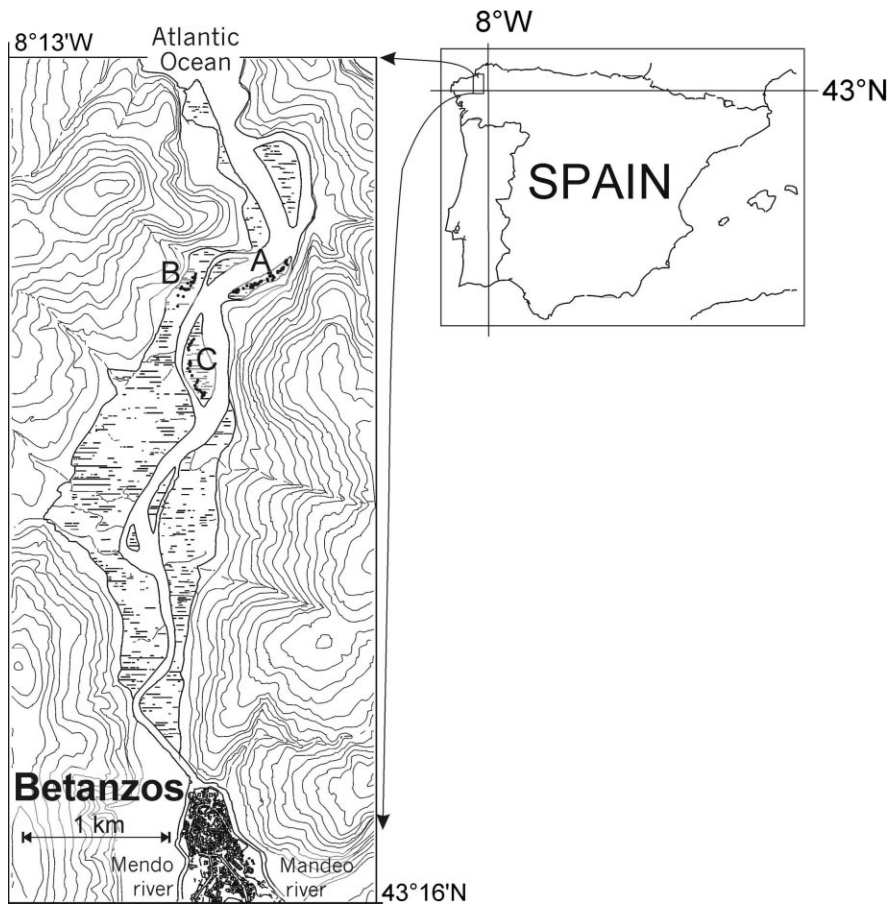 8°13'W
Atlantic
Ocean
8°W
43°N
SPAIN
A
B
C
Betanzos
1 km
Mendo
river
Mandeo
river
43°16'N